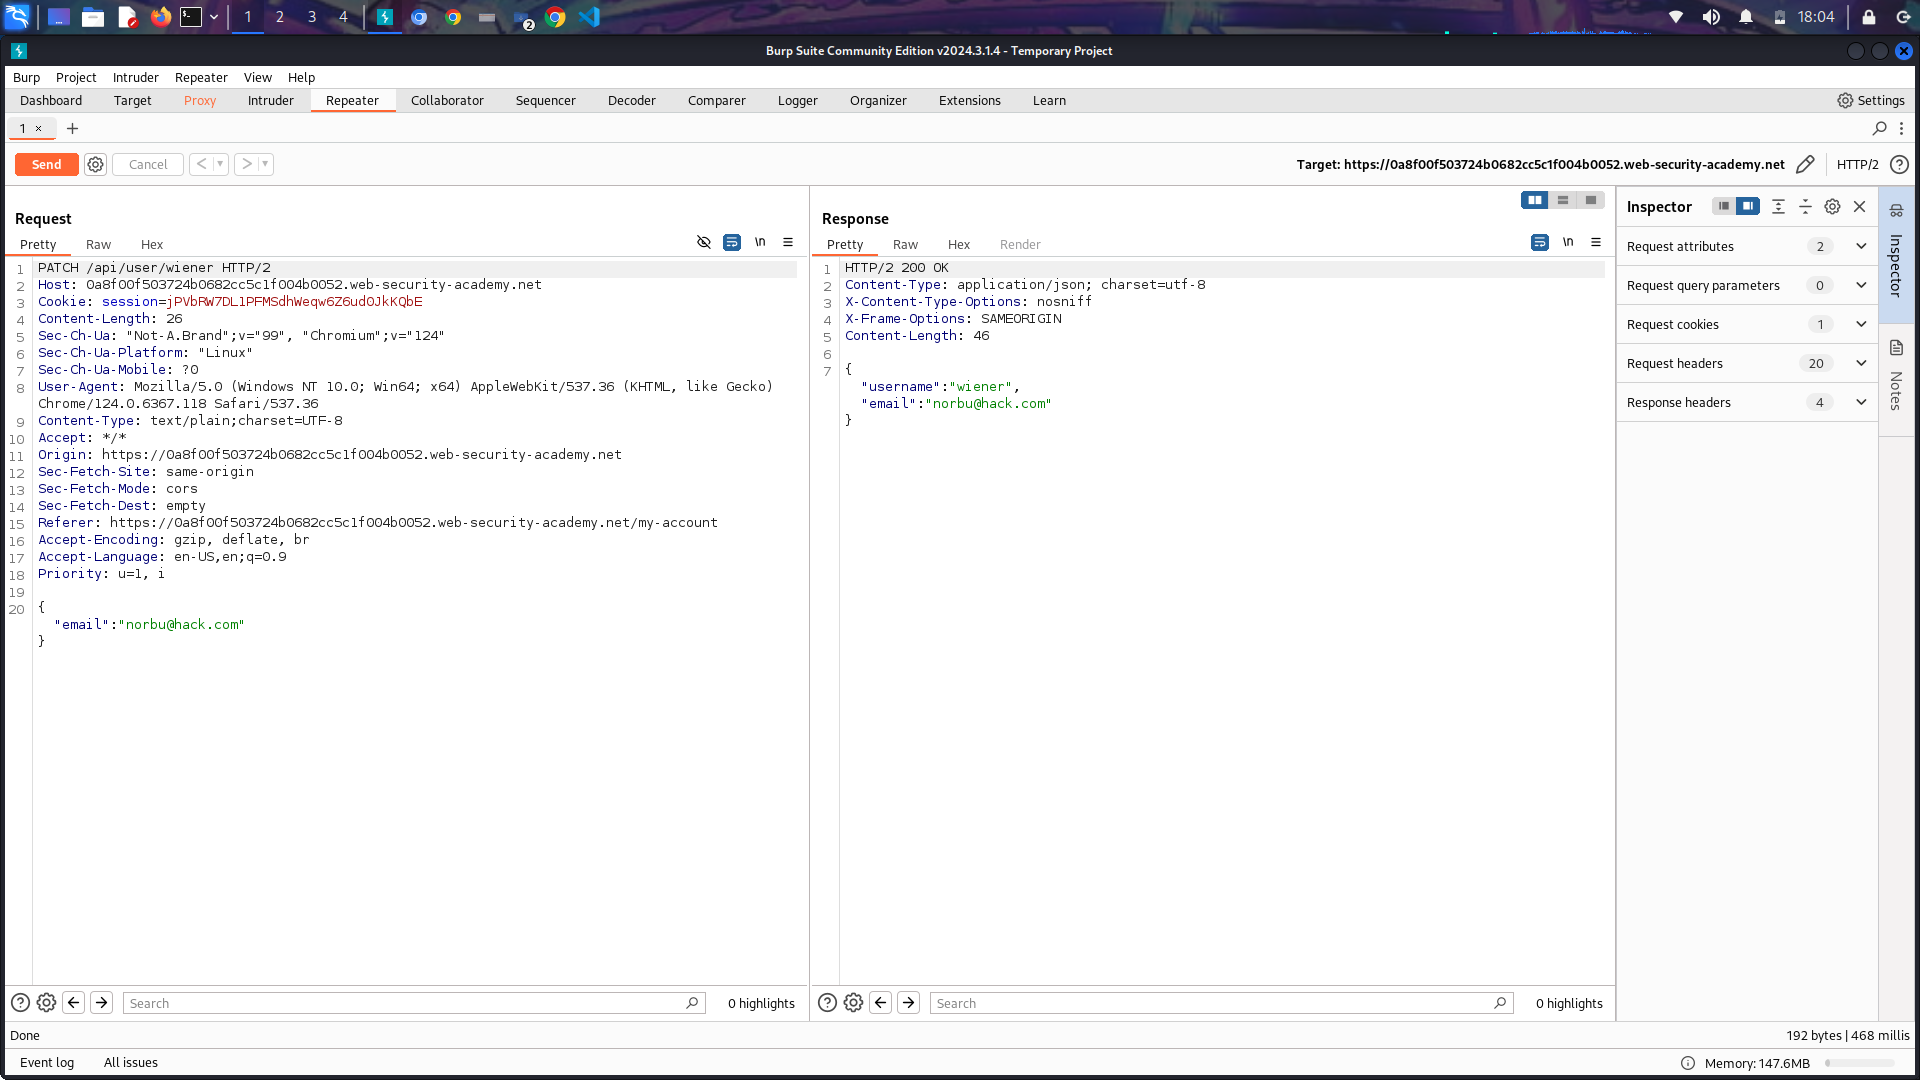 1 2 3 4
2
18:04
Burp Suite Community Edition v2024.3.1.4 - Temporary Project
Burp Project Intruder Repeater View Help
Dashboard Target Proxy Intruder Repeater Collaborator Sequencer Decoder Comparer Logger Organizer Extensions Learn Settings
1 × +
Send Cancel < > Target: https://0a8f00f503724b0682cc5c1f004b0052.web-security-academy.net HTTP/2
Request
Pretty Raw Hex \n
1 PATCH /api/user/wiener HTTP/2
2 Host: 0a8f00f503724b0682cc5c1f004b0052.web-security-academy.net
3 Cookie: session=jPVbRW7DL1PFMSdhWeqw6Z6ud0JkKQbE
4 Content-Length: 26
5 Sec-Ch-Ua: "Not-A.Brand";v="99", "Chromium";v="124"
6 Sec-Ch-Ua-Platform: "Linux"
7 Sec-Ch-Ua-Mobile: ?0
8 User-Agent: Mozilla/5.0 (Windows NT 10.0; Win64; x64) AppleWebKit/537.36 (KHTML, like Gecko)
Chrome/124.0.6367.118 Safari/537.36
9 Content-Type: text/plain;charset=UTF-8
10 Accept: */*
11 Origin: https://0a8f00f503724b0682cc5c1f004b0052.web-security-academy.net
12 Sec-Fetch-Site: same-origin
13 Sec-Fetch-Mode: cors
14 Sec-Fetch-Dest: empty
15 Referer: https://0a8f00f503724b0682cc5c1f004b0052.web-security-academy.net/my-account
16 Accept-Encoding: gzip, deflate, br
17 Accept-Language: en-US,en;q=0.9
18 Priority: u=1, i
19
20 {
"email":"norbu@hack.com"
}
Search 0 highlights
Response
Pretty Raw Hex Render \n
1 HTTP/2 200 OK
2 Content-Type: application/json; charset=utf-8
3 X-Content-Type-Options: nosniff
4 X-Frame-Options: SAMEORIGIN
5 Content-Length: 46
6
7 {
"username":"wiener",
"email":"norbu@hack.com"
}
Search 0 highlights
Inspector
Request attributes 2
Request query parameters 0
Request cookies 1
Request headers 20
Response headers 4
Inspector
Notes
Done 192 bytes | 468 millis
Event log All issues Memory: 147.6MB